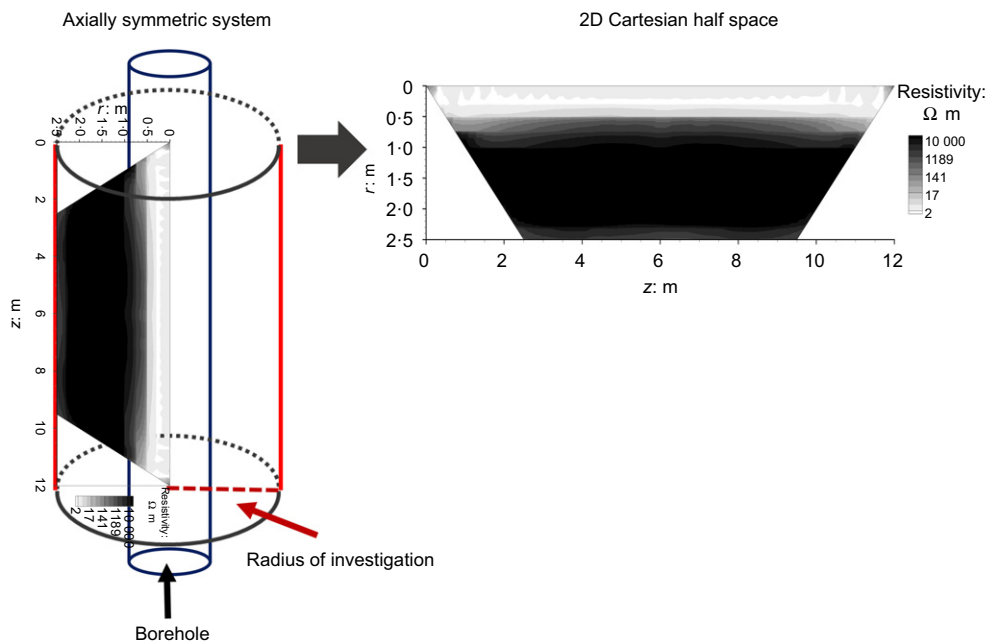 Axially symmetric system
2D Cartesian half space
r: m
2·5 2·0 1·5 1·0 0·5 0
0
2
4
6
8
10
12
z: m
Resistivity:
Ω m
10 000
1189
141
17
2
Radius of investigation
Borehole
0
0·5
1·0
1·5
2·0
2·5
r: m
0 2 4 6 8 10 12
z: m
Resistivity:
Ω m
10 000
1189
141
17
2